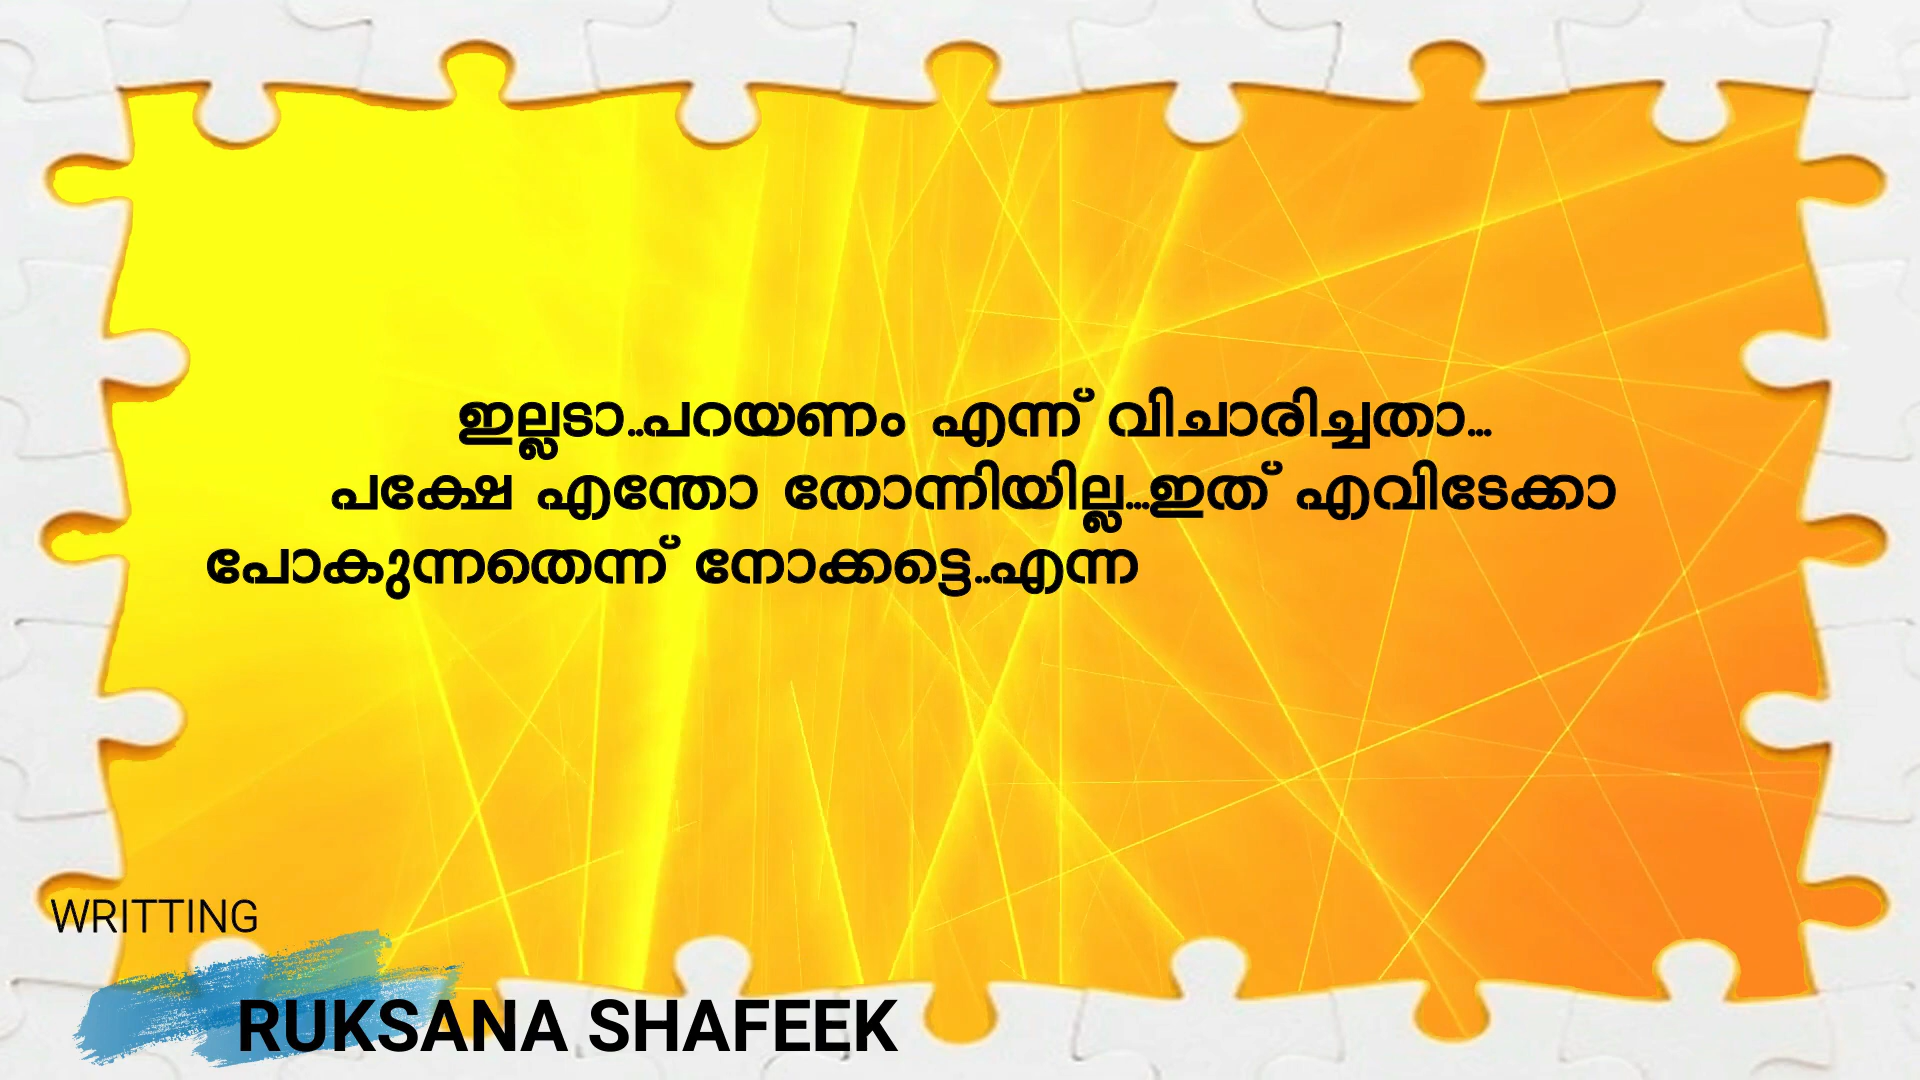 ഇല്ലടാ..പറയണം എന്ന് വിചാരിച്ചതാ...
പക്ഷേ എന്തോ തോന്നിയില്ല...ഇത് എവിടേക്കാ
പോകുന്നതെന്ന് നോക്കട്ടെ..എന്ന
WRITTING
RUKSANA SHAFEEK